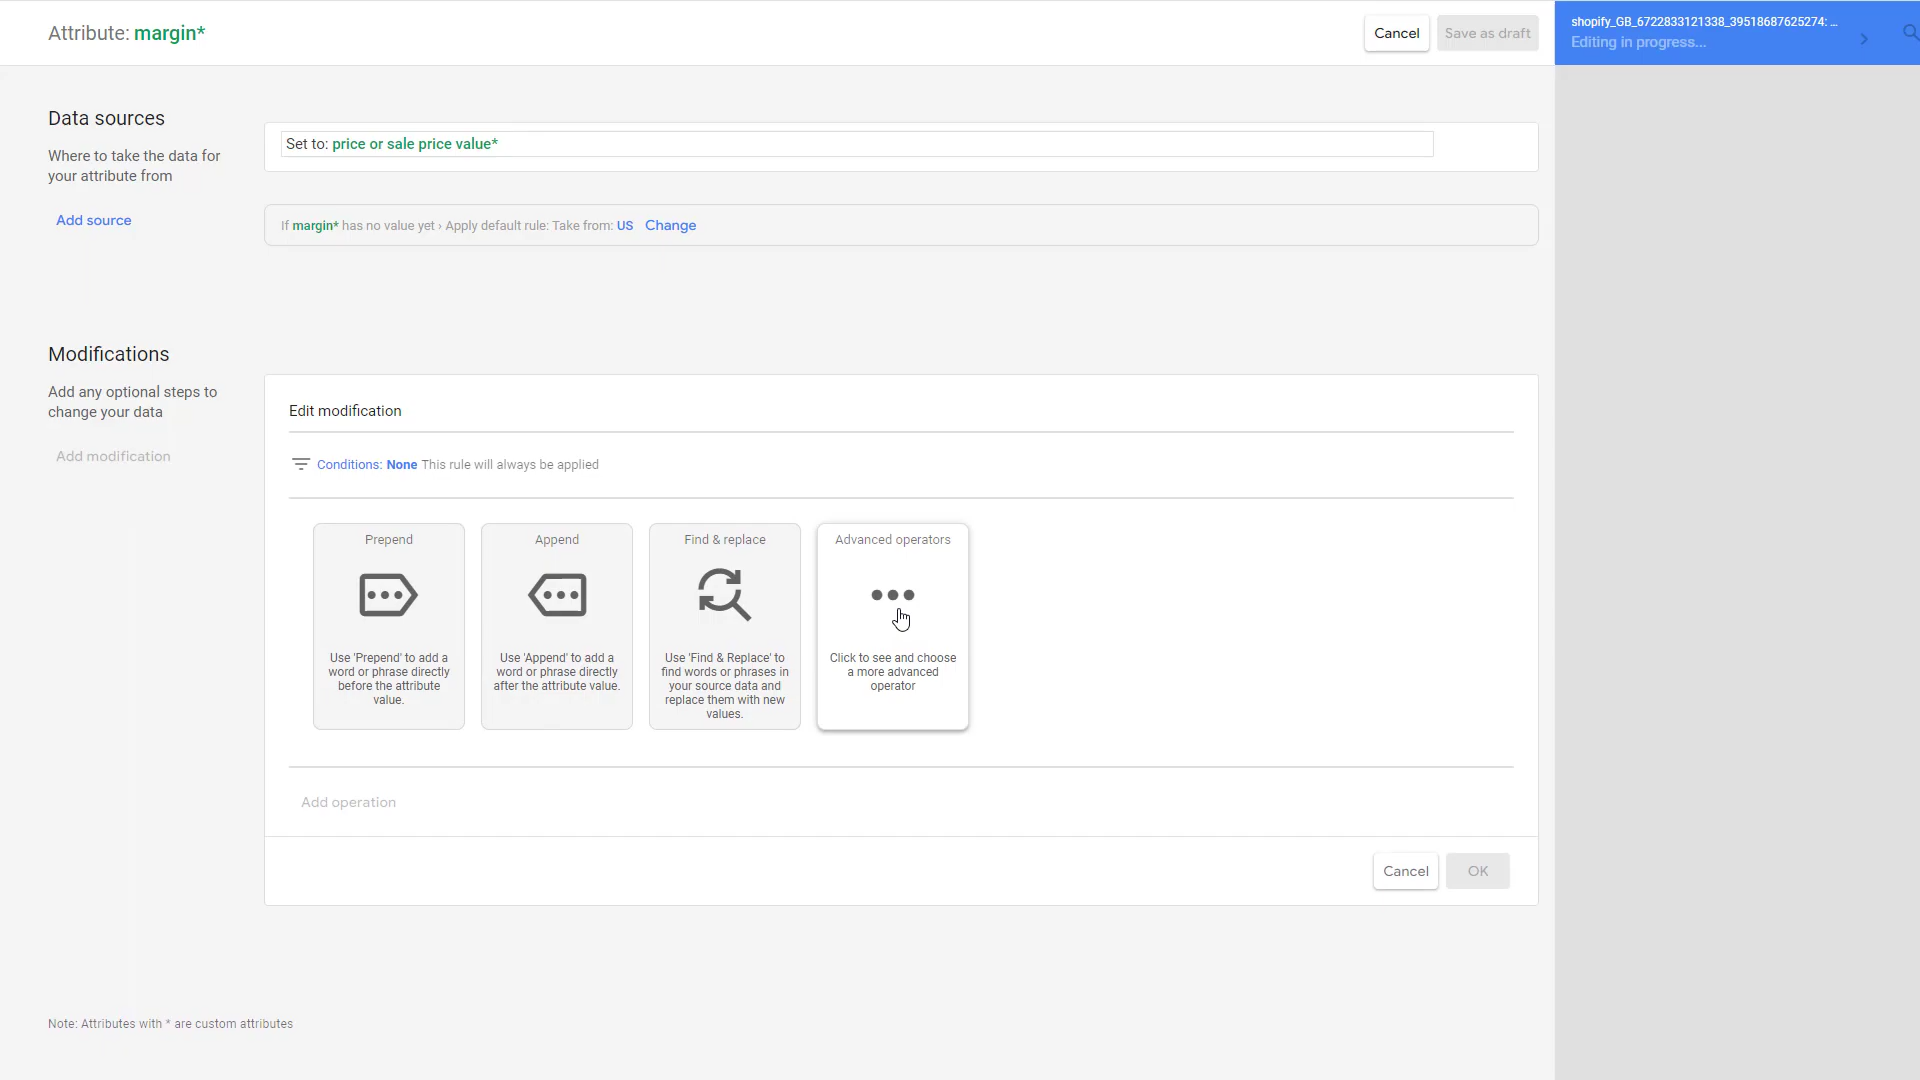 Attribute: margin*
Cancel
Save as draft
shopify_GB_6722833121338_39518687625274: ...
Editing in progress...
Data sources
Where to take the data for
your attribute from
Add source
Set to: price or sale price value*
If margin* has no value yet › Apply default rule: Take from: US Change
Modifications
Add any optional steps to
change your data
Add modification
Edit modification
Conditions: None This rule will always be applied
Prepend
Use 'Prepend' to add a
word or phrase directly
before the attribute
value.
Append
Use 'Append' to add a
word or phrase directly
after the attribute value.
Find & replace
Use 'Find & Replace' to
find words or phrases in
your source data and
replace them with new
values.
Advanced operators
Click to see and choose
a more advanced
operator
Add operation
Cancel
OK
Note: Attributes with * are custom attributes